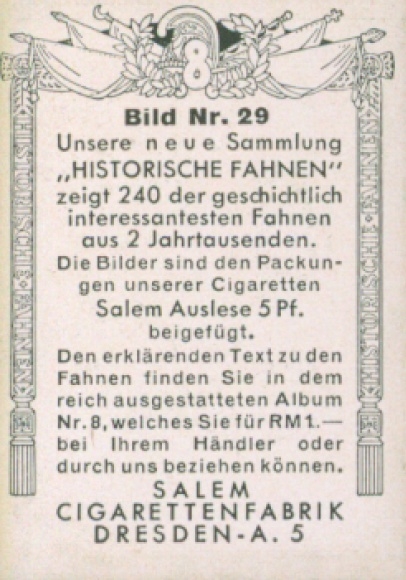 8
Bild Nr. 29
Unsere neue Sammlung
„HISTORISCHE FAHNEN"
zeigt 240 der geschichtlich
interessantesten Fahnen
aus 2 Jahrtausenden.
Die Bilder sind den Packun-
gen unserer Cigaretten
Salem Auslese 5 Pf.
beigefügt.
Den erklärenden Text zu den
Fahnen finden Sie in dem
reich ausgestatteten Album
Nr. 8, welches Sie für RM 1.—
bei Ihrem Händler oder
durch uns beziehen können.
SALEM
CIGARETTENFABRIK
DRESDEN-A. 5
HISTORISCHE·FAHNEN
HISTORISCHE·FAHNEN